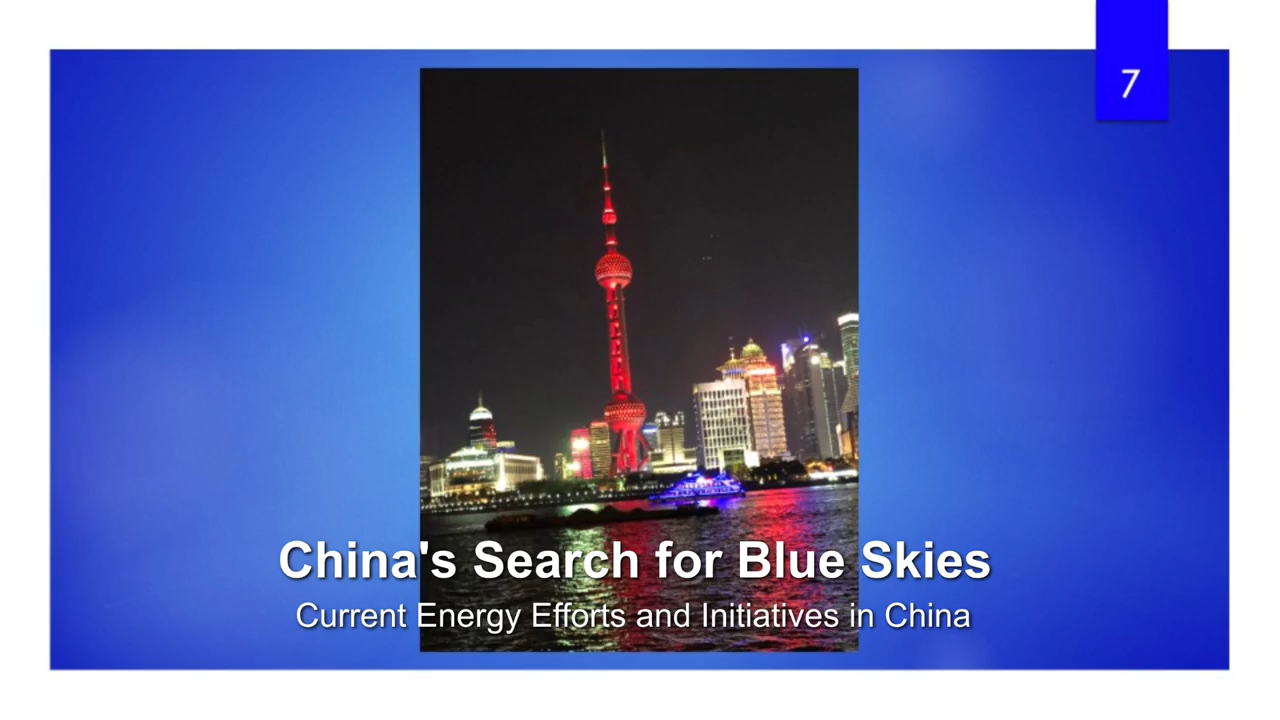 7
China's Search for Blue Skies
Current Energy Efforts and Initiatives in China